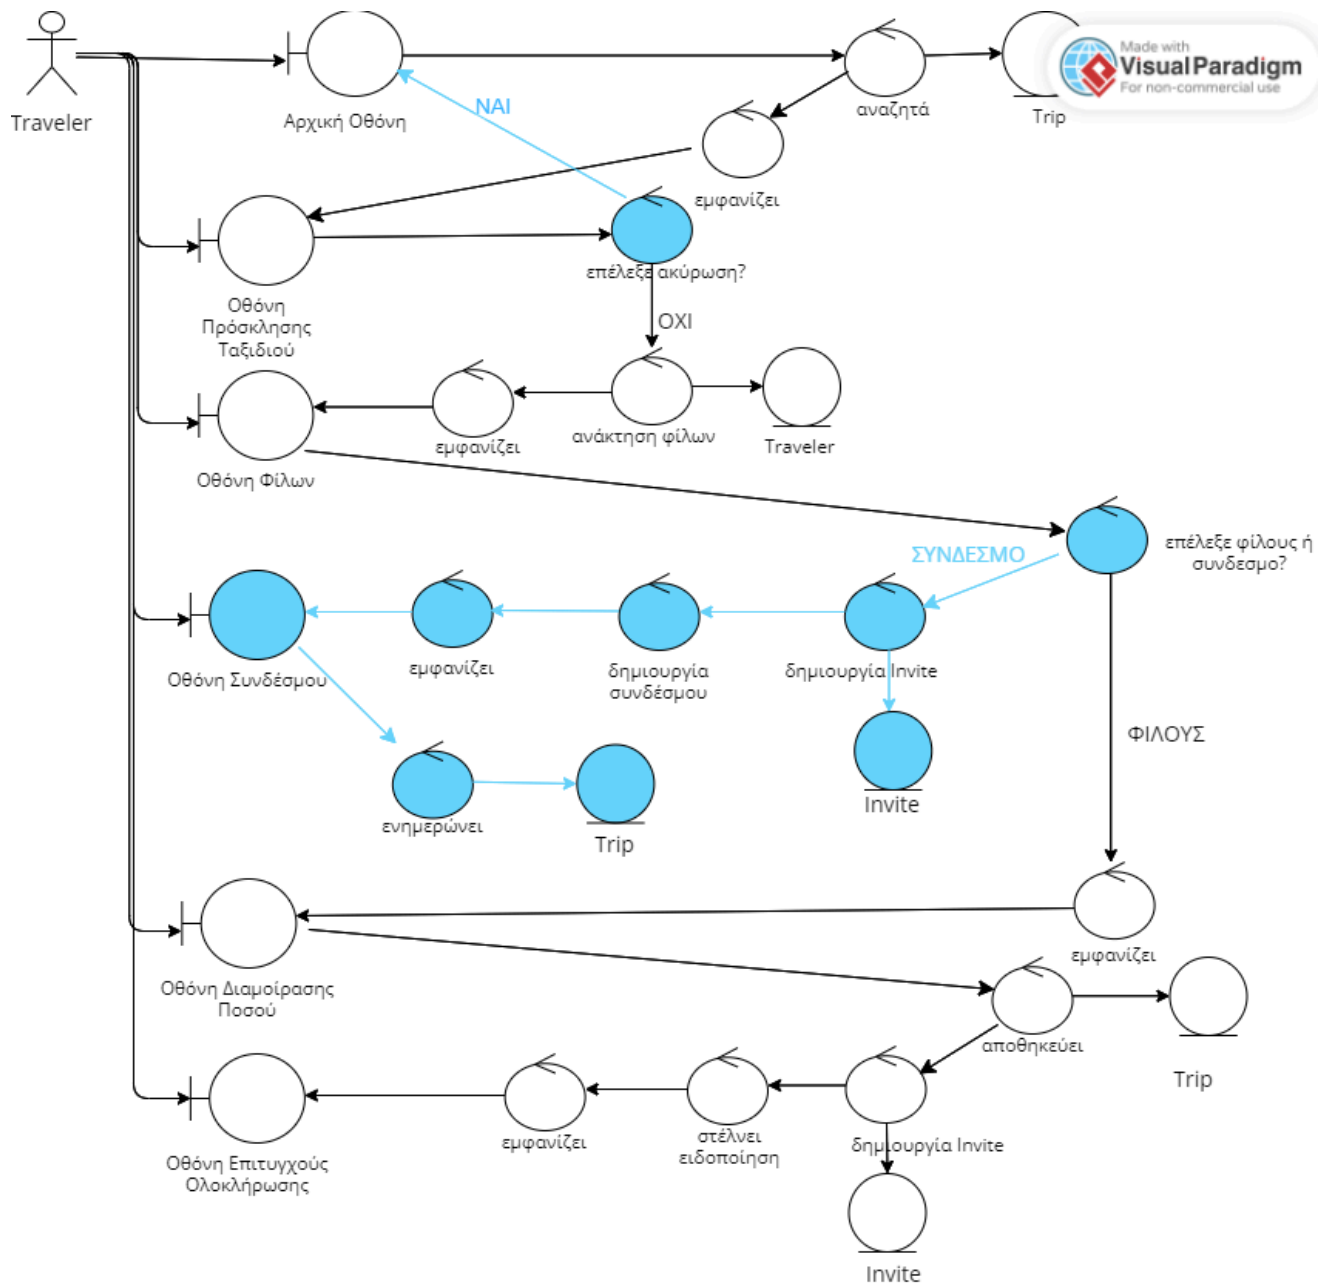 Made with
Visual Paradigm
For non-commercial use
Traveler
Αρχική Οθόνη
αναζητά
Trip
ΝΑΙ
εμφανίζει
επέλεξε ακύρωση?
Οθόνη
Πρόσκλησης
Ταξιδιού
ΟΧΙ
εμφανίζει
ανάκτηση φίλων
Traveler
Οθόνη Φίλων
επέλεξε φίλους ή
συνδεσμο?
ΣΥΝΔΕΣΜΟ
Οθόνη Συνδέσμου
εμφανίζει
δημιουργία
συνδέσμου
δημιουργία Invite
ΦΙΛΟΥΣ
Invite
ενημερώνει
Trip
εμφανίζει
Οθόνη Διαμοίρασης
Ποσού
αποθηκεύει
Trip
εμφανίζει
στέλνει
ειδοποίηση
δημιουργία Invite
Οθόνη Επιτυγχούς
Ολοκλήρωσης
Invite